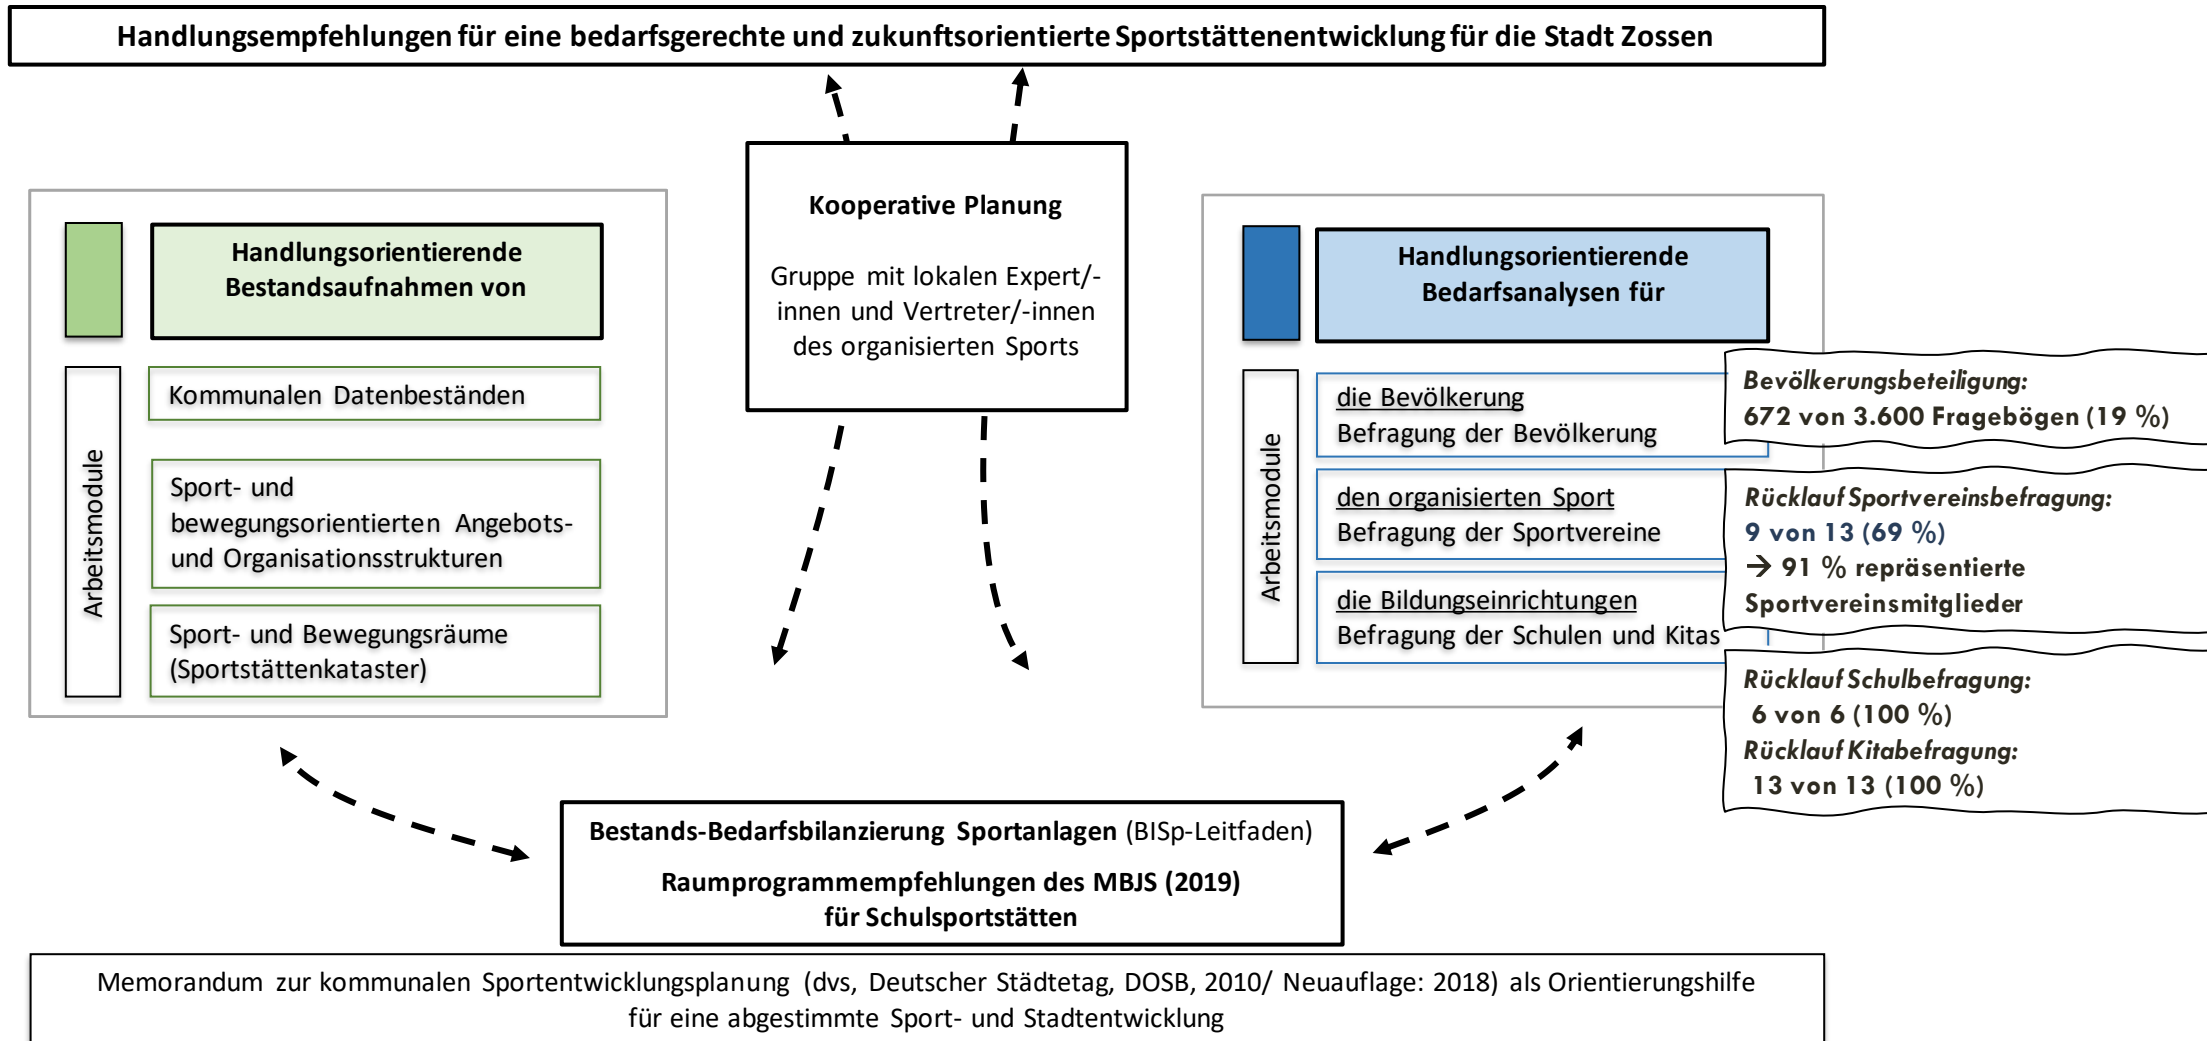 Handlungsempfehlungen für eine bedarfsgerechte und zukunftsorientierte Sportstättenentwicklung für die Stadt Zossen
Kooperative Planung
Gruppe mit lokalen Expert/-
innen und Vertreter/-innen
des organisierten Sports
Handlungsorientierende
Bestandsaufnahmen von
Arbeitsmodule
Kommunalen Datenbeständen
Sport- und
bewegungsorientierten Angebots-
und Organisationsstrukturen
Sport- und Bewegungsräume
(Sportstättenkataster)
Handlungsorientierende
Bedarfsanalysen für
Arbeitsmodule
die Bevölkerung
Befragung der Bevölkerung
den organisierten Sport
Befragung der Sportvereine
die Bildungseinrichtungen
Befragung der Schulen und Kitas
Bevölkerungsbeteiligung:
672 von 3.600 Fragebögen (19 %)
Rücklauf Sportvereinsbefragung:
9 von 13 (69 %)
→ 91 % repräsentierte
Sportvereinsmitglieder
Rücklauf Schulbefragung:
6 von 6 (100 %)
Rücklauf Kitabefragung:
13 von 13 (100 %)
Bestands-Bedarfsbilanzierung Sportanlagen (BISp-Leitfaden)
Raumprogrammempfehlungen des MBJS (2019)
für Schulsportstätten
Memorandum zur kommunalen Sportentwicklungsplanung (dvs, Deutscher Städtetag, DOSB, 2010/ Neuauflage: 2018) als Orientierungshilfe
für eine abgestimmte Sport- und Stadtentwicklung